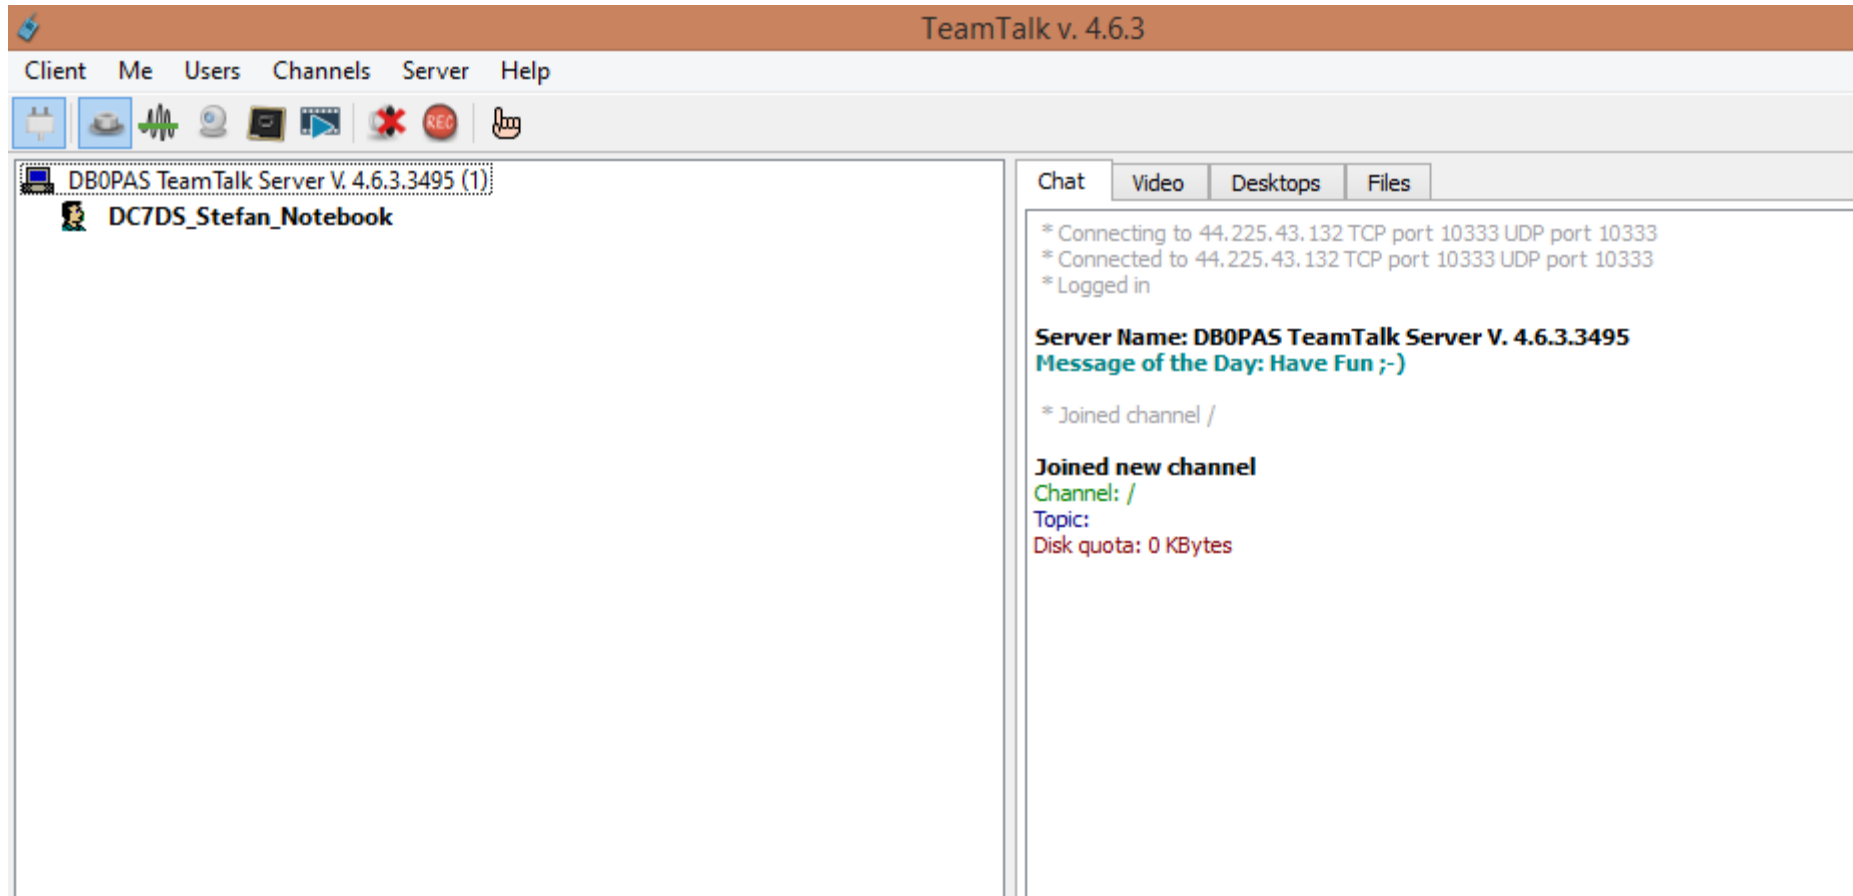 TeamTalk v. 4.6.3
Client Me Users Channels Server Help
REC
DB0PAS TeamTalk Server V. 4.6.3.3495 (1)
DC7DS_Stefan_Notebook
Chat Video Desktops Files
* Connecting to 44.225.43.132 TCP port 10333 UDP port 10333
* Connected to 44.225.43.132 TCP port 10333 UDP port 10333
* Logged in
Server Name: DB0PAS TeamTalk Server V. 4.6.3.3495
Message of the Day: Have Fun ;-)
* Joined channel /
Joined new channel
Channel: /
Topic:
Disk quota: 0 KBytes